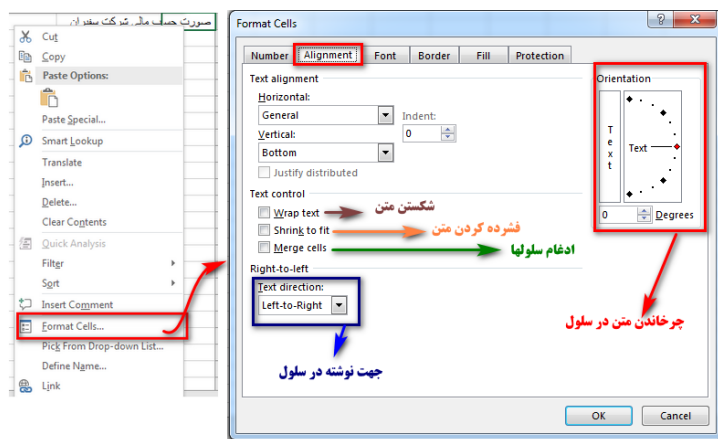 صورت حساب مالی شرکت سفیران
Cut
Copy
Paste Options:
Paste Special...
Smart Lookup
Translate
Insert...
Delete...
Clear Contents
Quick Analysis
Filter
Sort
Insert Comment
Format Cells...
Pick From Drop-down List...
Define Name...
Link
Format Cells
Number Alignment Font Border Fill Protection
Text alignment
Horizontal:
General
Indent:
Vertical:
0
Bottom
Justify distributed
Text control
Wrap text
شکستن متن
Shrink to fit
فشرده کردن متن
Merge cells
ادغام سلولها
Right-to-left
Text direction:
Left-to-Right
جهت نوشته در سلول
Orientation
Text
Text
0 Degrees
چرخاندن متن در سلول
OK Cancel